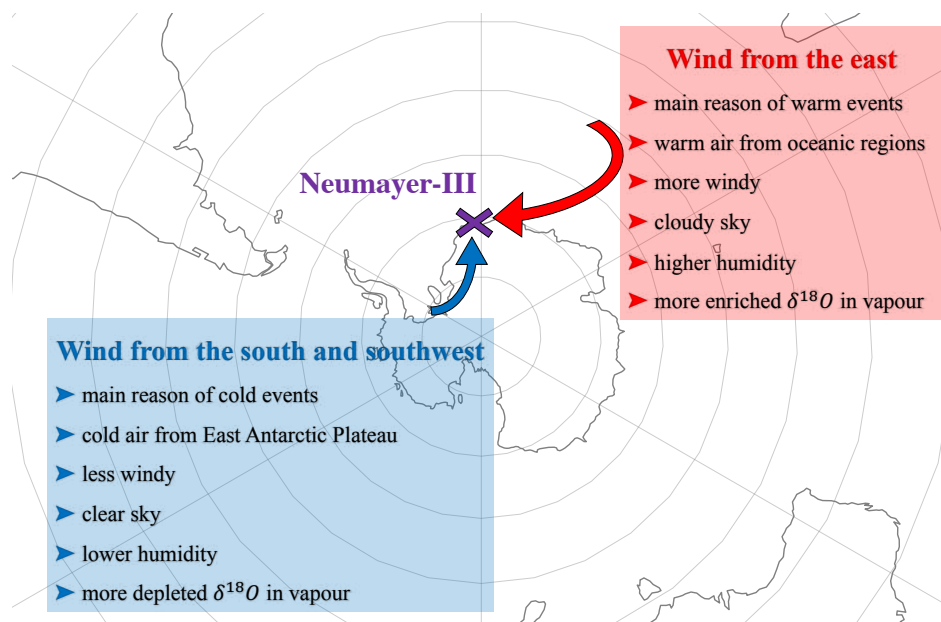 Wind from the east
➤ main reason of warm events
➤ warm air from oceanic regions
➤ more windy
➤ cloudy sky
➤ higher humidity
➤ more enriched δ¹⁸O in vapour
Neumayer-III
Wind from the south and southwest
➤ main reason of cold events
➤ cold air from East Antarctic Plateau
➤ less windy
➤ clear sky
➤ lower humidity
➤ more depleted δ¹⁸O in vapour